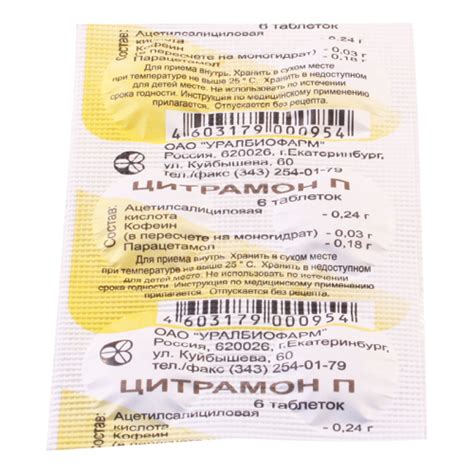 6 таблеток
Состав:
Ацетилсалициловая
кислота - 0,24 г
Кофеин
(в пересчете на моногидрат) - 0,03 г
Парацетамол - 0,18 г
Для приема внутрь. Хранить в сухом месте
при температуре не выше 25 ° С. Хранить в недоступном
для детей месте. Не использовать по истечении
срока годности. Инструкция по медицинскому применению
прилагается. Отпускается без рецепта.
4 603179 000954
ОАО "УРАЛБИОФАРМ"
Россия, 620026, г.Екатеринбург,
ул. Куйбышева, 60
тел./факс (343) 254-01-79
ЦИТРАМОН П
6 таблеток
Состав:
Ацетилсалициловая
кислота - 0,24 г
Кофеин
(в пересчете на моногидрат) - 0,03 г
Парацетамол - 0,18 г
Для приема внутрь. Хранить в сухом месте
при температуре не выше 25 ° С. Хранить в недоступном
для детей месте. Не использовать по истечении
срока годности. Инструкция по медицинскому применению
прилагается. Отпускается без рецепта.
4 603179 000954
ОАО "УРАЛБИОФАРМ"
Россия, 620026, г.Екатеринбург,
ул. Куйбышева, 60
тел./факс (343) 254-01-79
ЦИТРАМОН П
6 таблеток
Состав:
Ацетилсалициловая
кислота - 0,24 г
Кофеин